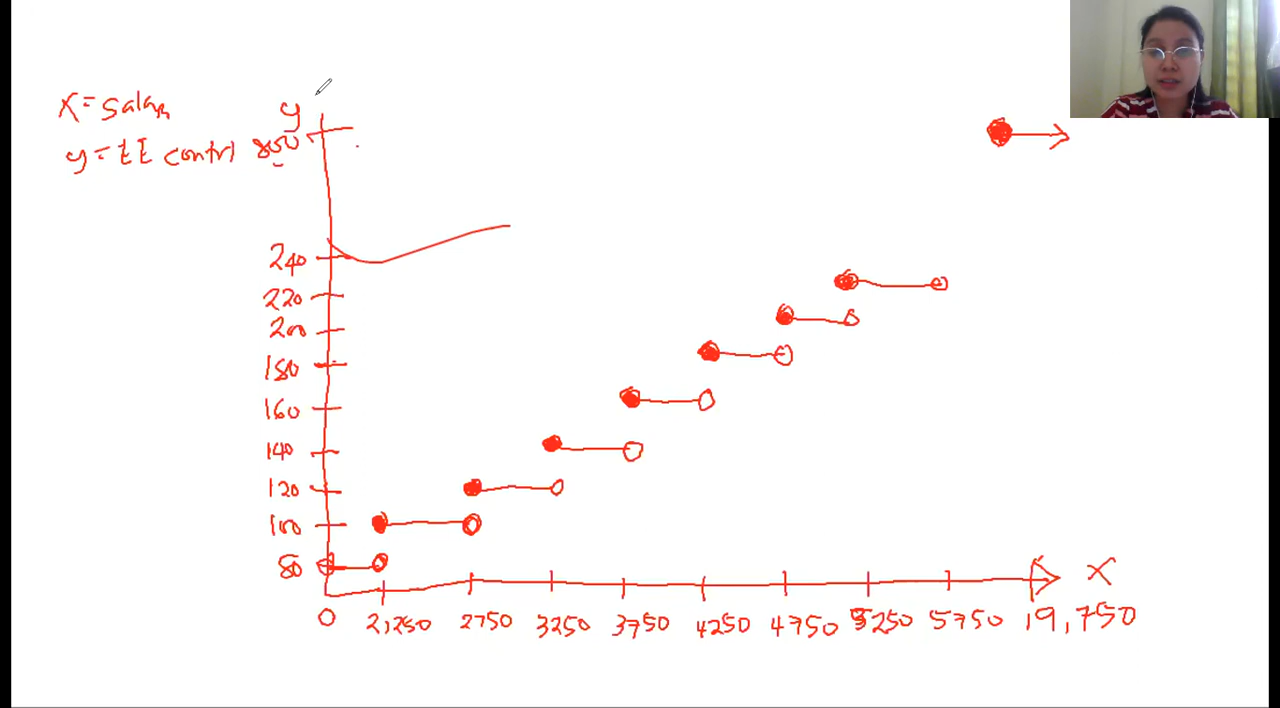 x = Salary
y = EE contri
y
800
240
220
200
180
160
140
120
100
80
0 2,250 2750 3250 3750 4250 4750 5250 5750 19,750
X